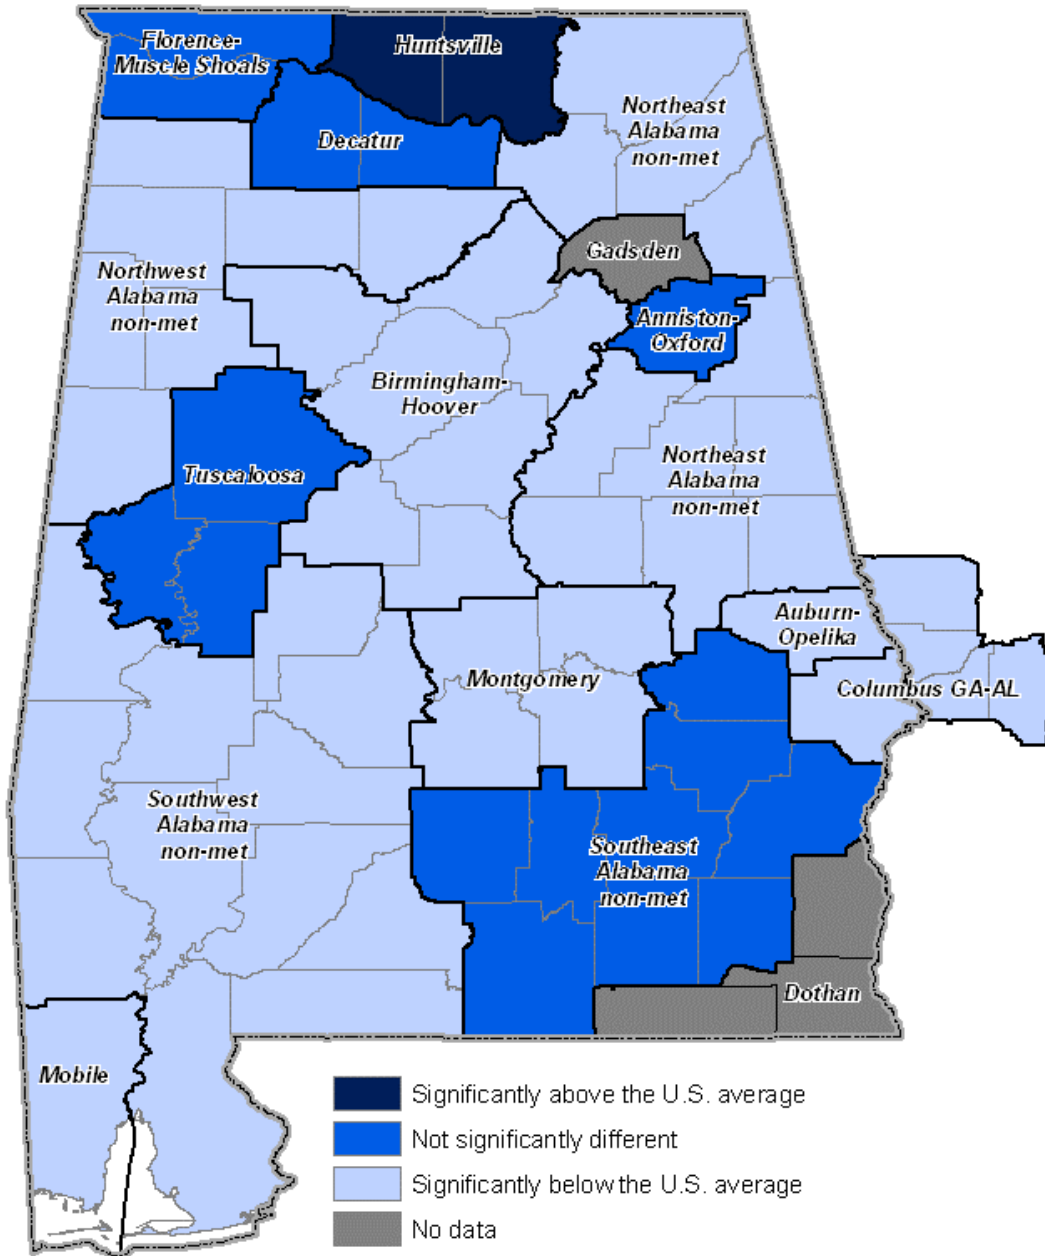 Florence-
Muscle Shoals
Huntsville
Decatur
Northeast
Alabama
non-met
Gadsden
Northwest
Alabama
non-met
Anniston-
Oxford
Birmingham-
Hoover
Tuscaloosa
Northeast
Alabama
non-met
Auburn-
Opelika
Montgomery
Columbus GA-AL
Southwest
Alabama
non-met
Southeast
Alabama
non-met
Dothan
Mobile
Significantly above the U.S. average
Not significantly different
Significantly below the U.S. average
No data